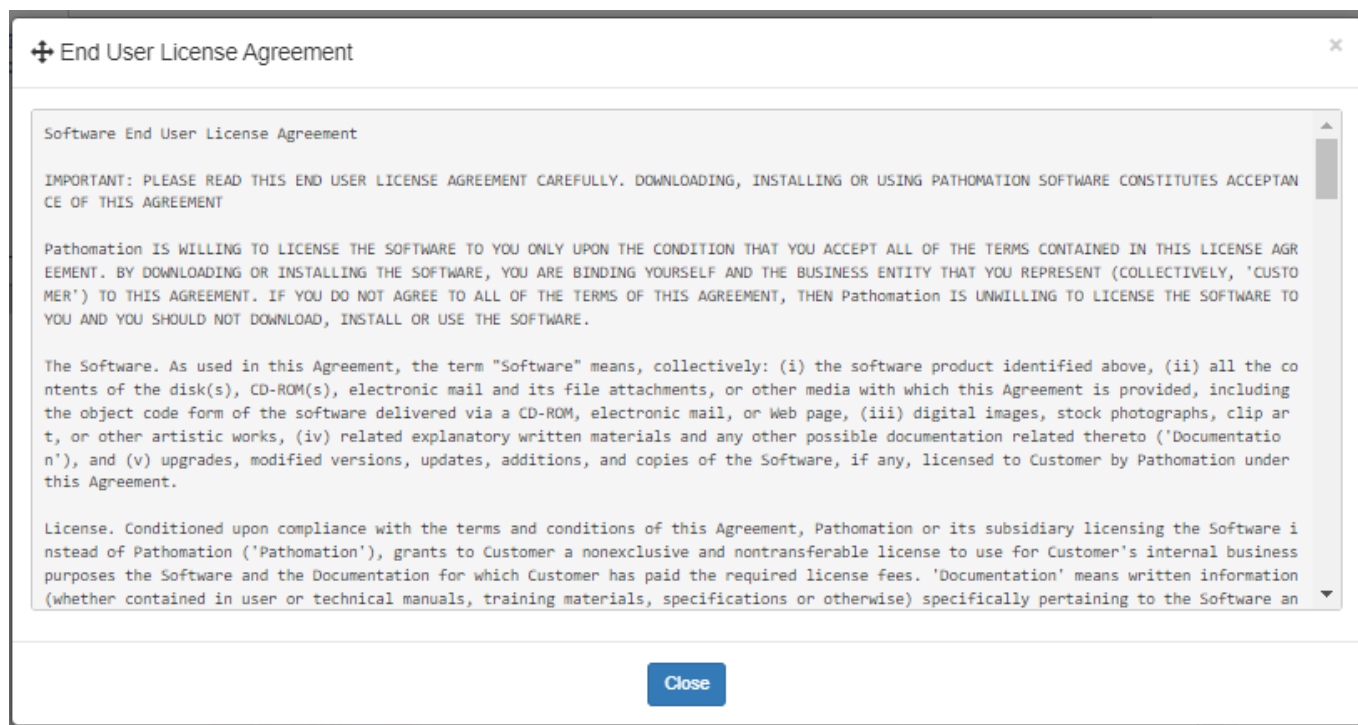 End User License Agreement
×
Software End User License Agreement
IMPORTANT: PLEASE READ THIS END USER LICENSE AGREEMENT CAREFULLY. DOWNLOADING, INSTALLING OR USING PATHOMATION SOFTWARE CONSTITUTES ACCEPTAN
CE OF THIS AGREEMENT
Pathomation IS WILLING TO LICENSE THE SOFTWARE TO YOU ONLY UPON THE CONDITION THAT YOU ACCEPT ALL OF THE TERMS CONTAINED IN THIS LICENSE AGR
EEMENT. BY DOWNLOADING OR INSTALLING THE SOFTWARE, YOU ARE BINDING YOURSELF AND THE BUSINESS ENTITY THAT YOU REPRESENT (COLLECTIVELY, 'CUSTO
MER') TO THIS AGREEMENT. IF YOU DO NOT AGREE TO ALL OF THE TERMS OF THIS AGREEMENT, THEN Pathomation IS UNWILLING TO LICENSE THE SOFTWARE TO
YOU AND YOU SHOULD NOT DOWNLOAD, INSTALL OR USE THE SOFTWARE.
The Software. As used in this Agreement, the term "Software" means, collectively: (i) the software product identified above, (ii) all the co
ntents of the disk(s), CD-ROM(s), electronic mail and its file attachments, or other media with which this Agreement is provided, including
the object code form of the software delivered via a CD-ROM, electronic mail, or Web page, (iii) digital images, stock photographs, clip ar
t, or other artistic works, (iv) related explanatory written materials and any other possible documentation related thereto ('Documentatio
n'), and (v) upgrades, modified versions, updates, additions, and copies of the Software, if any, licensed to Customer by Pathomation under
this Agreement.
License. Conditioned upon compliance with the terms and conditions of this Agreement, Pathomation or its subsidiary licensing the Software i
nstead of Pathomation ('Pathomation'), grants to Customer a nonexclusive and nontransferable license to use for Customer's internal business
purposes the Software and the Documentation for which Customer has paid the required license fees. 'Documentation' means written information
(whether contained in user or technical manuals, training materials, specifications or otherwise) specifically pertaining to the Software an
Close